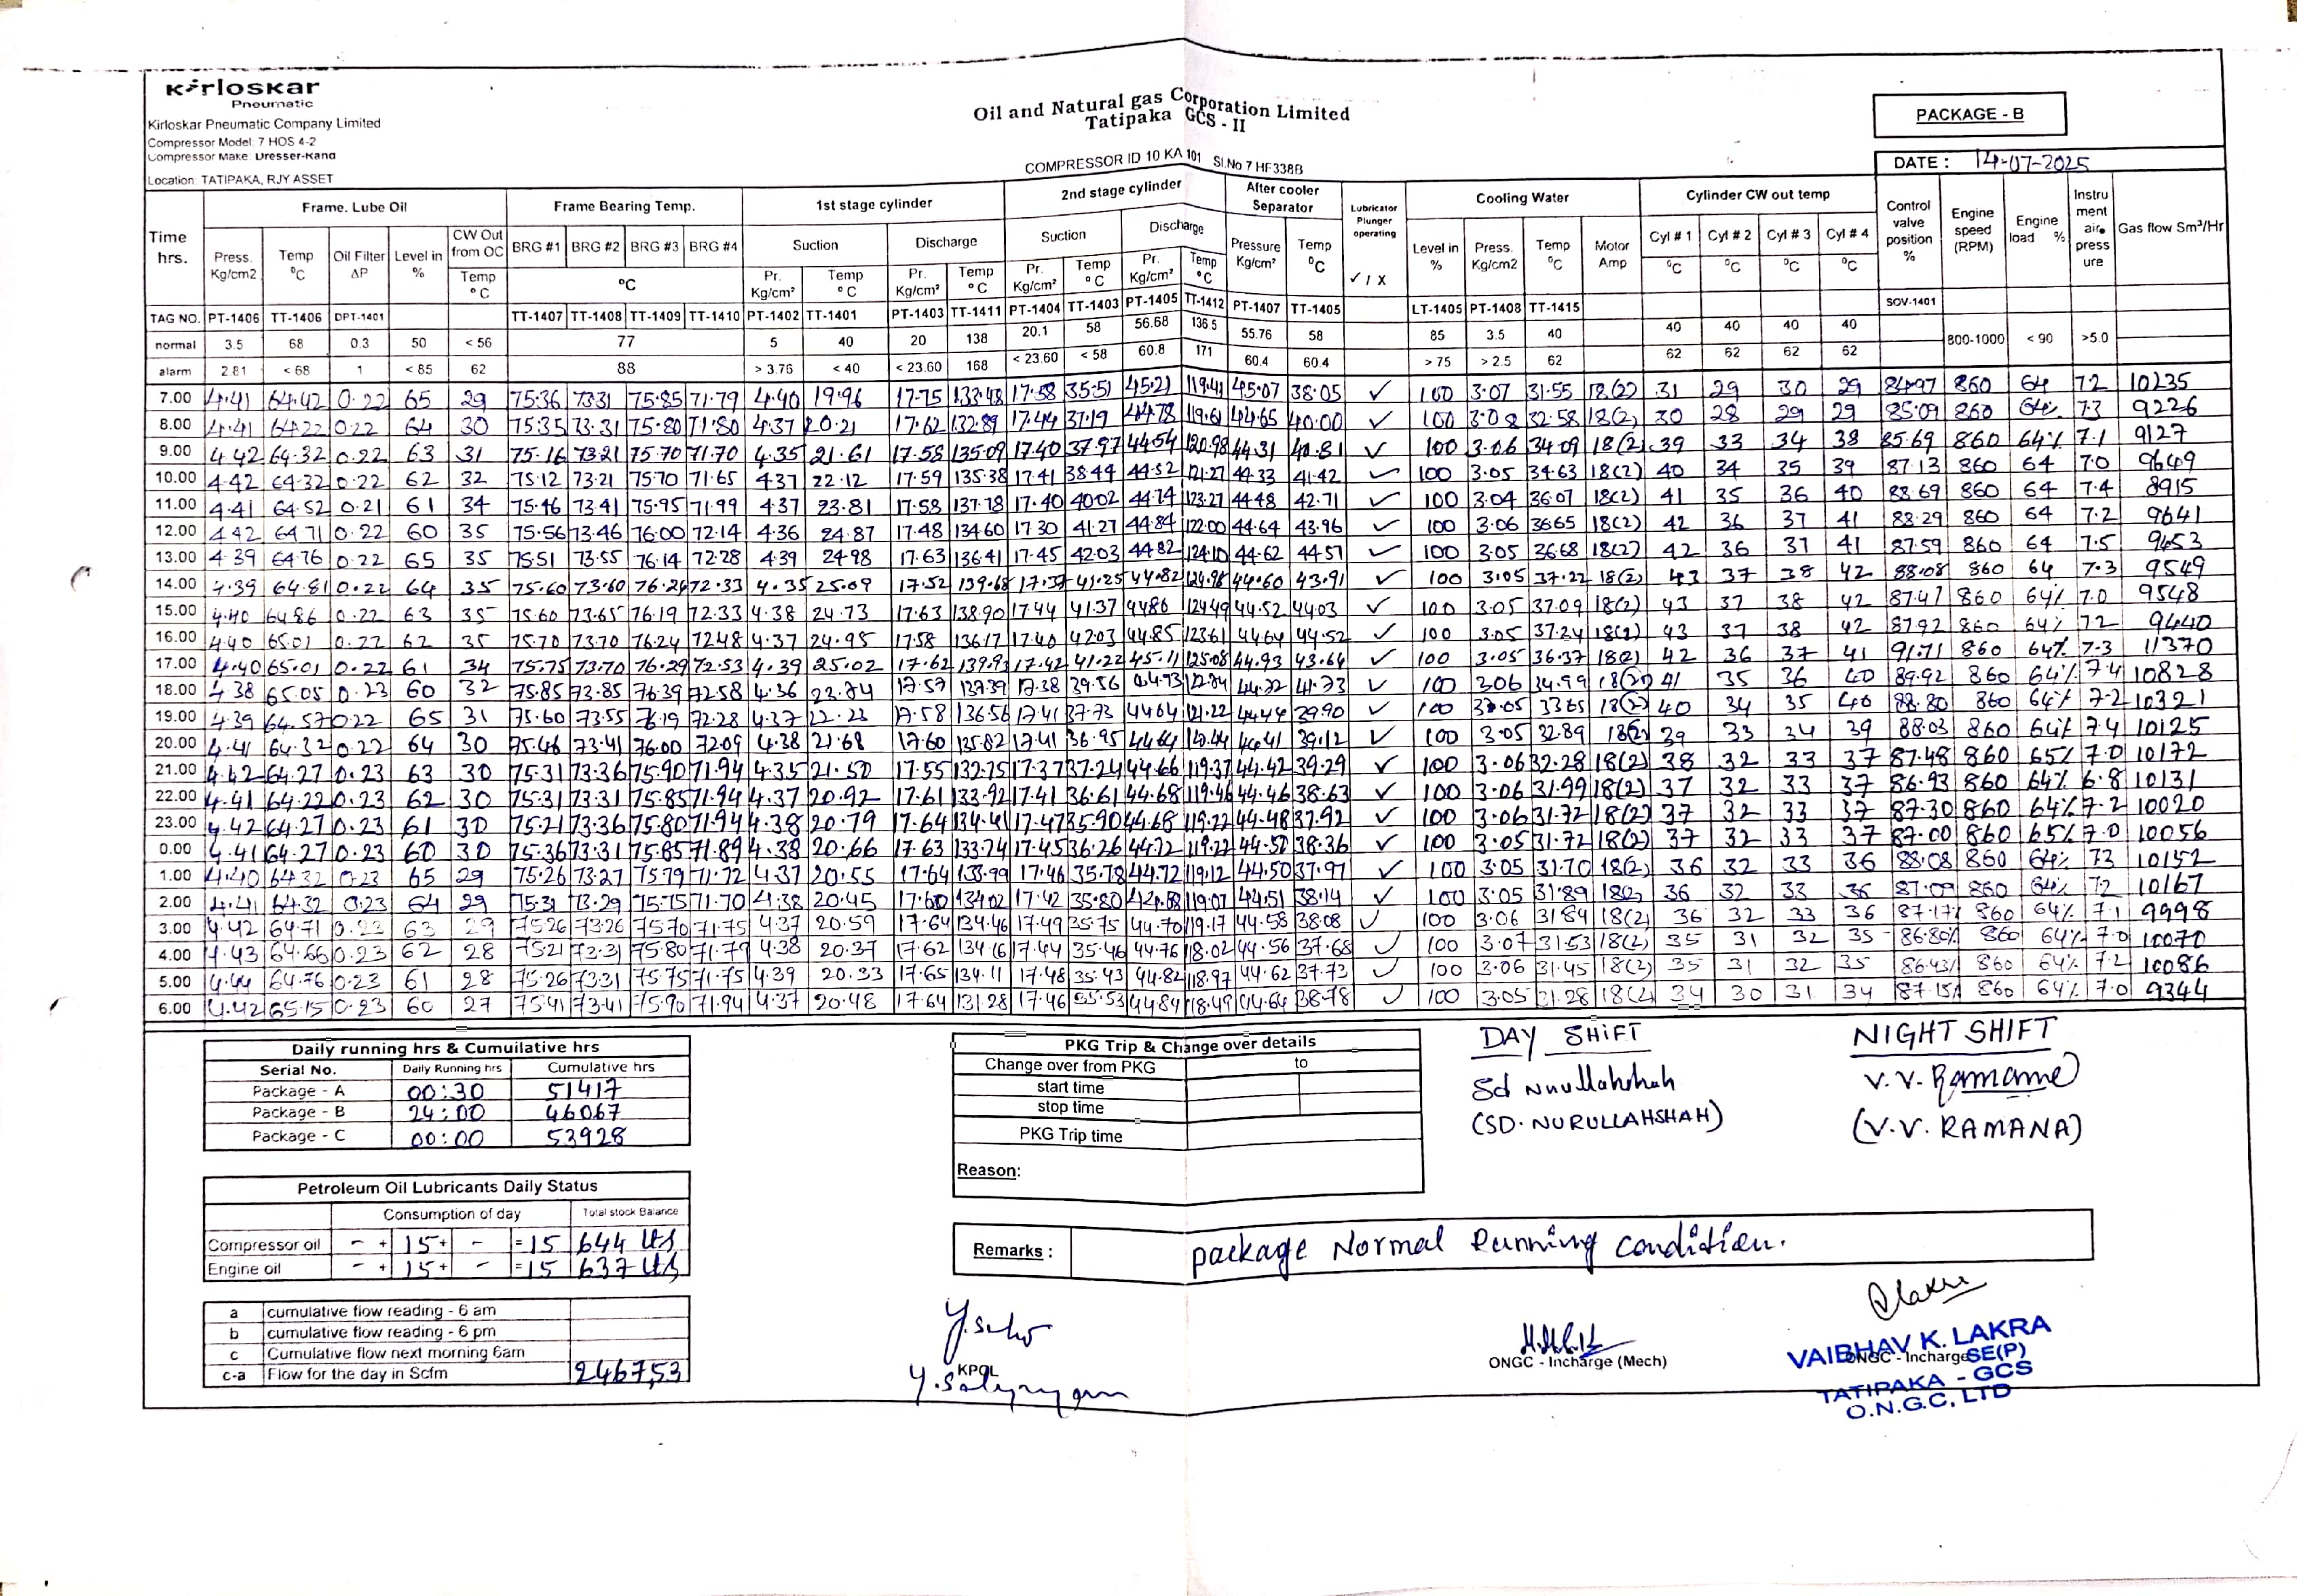 Kirloskar
Pneumatic
Kirloskar Pneumatic Company Limited
Compressor Model: 7 HOS 4-2
Compressor Make: Dresser-Rand
Location: TATIPAKA, RJY ASSET
Oil and Natural gas Corporation Limited
Tatipaka GCS - II
COMPRESSOR ID 10 KA 101 Sl.No 7 HF338B
PACKAGE - B
DATE : 14-07-2025
Time hrs. Frame. Lube Oil Frame Bearing Temp. 1st stage cylinder 2nd stage cylinder After cooler Separator Lubricator Plunger operating Cooling Water Cylinder CW out temp Control valve position % Engine speed (RPM) Engine load % Instru ment air press ure Gas flow Sm³/Hr
Press. Kg/cm2 Temp °C Oil Filter ΔP Level in % CW Out from OC Temp °C BRG #1 BRG #2 BRG #3 BRG #4 °C Suction Discharge Suction Discharge Pressure Kg/cm² Temp °C ✓ / X Level in % Press. Kg/cm2 Temp °C Motor Amp Cyl # 1 Cyl # 2 Cyl # 3 Cyl # 4
Pr. Kg/cm² Temp °C Pr. Kg/cm² Temp °C Pr. Kg/cm² Temp °C Pr. Kg/cm² Temp °C °C °C °C °C
TAG NO. PT-1406 TT-1406 DPT-1401 TT-1407 TT-1408 TT-1409 TT-1410 PT-1402 TT-1401 PT-1403 TT-1411 PT-1404 TT-1403 PT-1405 TT-1412 PT-1407 TT-1405 LT-1405 PT-1408 TT-1415 SOV-1401
normal 3.5 68 0.3 50 < 56 77 5 40 20 138 20.1 58 56.68 136.5 55.76 58 85 3.5 40 40 40 40 40 800-1000 < 90 >5.0
alarm 2.81 < 68 1 < 85 62 88 > 3.76 < 40 < 23.60 168 < 23.60 < 58 60.8 171 60.4 60.4 > 75 > 2.5 62 62 62 62 62
7.00 4.41 64.42 0.22 65 29 75.36 73.31 75.85 71.79 4.40 19.96 17.75 133.48 17.58 35.51 45.21 119.41 45.07 38.05 ✓ 100 3.07 31.55 18(2) 31 29 30 29 84.97 860 64 7.2 10235
8.00 4.41 64.22 0.22 64 30 75.35 73.31 75.80 71.80 4.37 20.21 17.62 132.89 17.44 37.19 44.78 119.61 44.65 40.00 ✓ 100 3.08 32.58 18(2) 30 28 29 29 85.09 860 64% 7.3 9226
9.00 4.42 64.32 0.22 63 31 75.16 73.21 75.70 71.70 4.35 21.61 17.58 135.09 17.40 37.97 44.54 120.98 44.31 40.81 ✓ 100 3.06 34.09 18(2) 39 33 34 38 85.69 860 64% 7.1 9127
10.00 4.42 64.32 0.22 62 32 75.12 73.21 75.70 71.65 4.37 22.12 17.59 135.38 17.41 38.44 44.52 121.27 44.33 41.42 ✓ 100 3.05 34.63 18(2) 40 34 35 39 87.13 860 64 7.0 9649
11.00 4.41 64.52 0.21 61 34 75.46 73.41 75.95 71.99 4.37 23.81 17.58 137.78 17.40 40.02 44.74 123.27 44.48 42.71 ✓ 100 3.04 36.07 18(2) 41 35 36 40 88.69 860 64 7.4 8915
12.00 4.42 64.71 0.22 60 35 75.56 73.46 76.00 72.14 4.36 24.87 17.48 134.60 17.30 41.27 44.84 122.00 44.64 43.96 ✓ 100 3.06 36.65 18(2) 42 36 37 41 88.29 860 64 7.2 9641
13.00 4.39 64.76 0.22 65 35 75.51 73.55 76.14 72.28 4.39 24.98 17.63 136.41 17.45 42.03 44.82 124.10 44.62 44.57 ✓ 100 3.05 36.68 18(2) 42 36 37 41 87.59 860 64 7.5 9453
14.00 4.39 64.81 0.22 64 35 75.60 73.60 76.24 72.33 4.35 25.09 17.52 139.68 17.37 41.25 44.82 124.98 44.60 43.91 ✓ 100 3.05 37.22 18(2) 43 37 38 42 88.08 860 64 7.3 9549
15.00 4.40 64.86 0.22 63 35 75.60 73.65 76.19 72.33 4.38 24.73 17.63 138.90 17.44 41.37 44.86 124.49 44.52 44.03 ✓ 100 3.05 37.09 18(2) 43 37 38 42 87.47 860 64% 7.0 9548
16.00 4.40 65.01 0.22 62 35 75.70 73.70 76.24 72.48 4.37 24.95 17.58 136.17 17.40 42.03 44.85 123.61 44.64 44.52 ✓ 100 3.05 37.24 18(2) 43 37 38 42 87.92 860 64% 7.2 9440
17.00 4.40 65.01 0.22 61 34 75.75 73.70 76.29 72.53 4.39 25.02 17.62 139.93 17.42 41.22 45.11 125.08 44.93 43.64 ✓ 100 3.05 36.37 18(2) 42 36 37 41 91.71 860 64% 7.3 11370
18.00 4.38 65.05 0.23 60 32 75.85 73.85 76.39 72.58 4.36 23.74 17.57 137.39 17.38 39.56 44.93 44.72 41.73 ✓ 100 3.06 34.99 18(2) 41 35 36 40 89.92 860 64% 7.4 10828
19.00 4.39 64.57 0.22 65 31 75.60 73.55 76.19 72.28 4.37 22.23 17.58 136.56 17.41 37.73 44.64 121.22 44.44 39.90 ✓ 100 3.05 33.65 18(2) 40 34 35 40 88.80 860 64% 7.2 10321
20.00 4.41 64.32 0.22 64 30 75.46 73.41 76.00 72.09 4.38 21.68 17.60 135.82 17.41 36.95 44.64 120.44 44.41 39.12 ✓ 100 3.05 32.89 18(2) 39 33 34 39 88.03 860 64% 7.4 10125
21.00 4.42 64.27 0.23 63 30 75.31 73.36 75.90 71.94 4.35 21.50 17.55 132.75 17.37 37.24 44.66 119.37 44.42 39.29 ✓ 100 3.06 32.28 18(2) 38 32 33 37 87.48 860 65% 7.0 10172
22.00 4.41 64.22 0.23 62 30 75.31 73.31 75.85 71.94 4.37 20.92 17.61 133.92 17.41 36.61 44.68 119.46 44.46 38.63 ✓ 100 3.06 31.99 18(2) 37 32 33 37 86.93 860 64% 6.8 10131
23.00 4.42 64.27 0.23 61 30 75.21 73.36 75.80 71.94 4.38 20.79 17.64 134.41 17.47 35.90 44.68 119.22 44.48 37.92 ✓ 100 3.06 31.72 18(2) 37 32 33 37 87.30 860 64% 7.2 10020
0.00 4.41 64.27 0.23 60 30 75.36 73.31 75.85 71.89 4.38 20.66 17.63 133.74 17.45 36.26 44.72 119.22 44.50 38.36 ✓ 100 3.05 31.72 18(2) 37 32 33 37 87.00 860 65% 7.0 10056
1.00 4.40 64.32 0.23 65 29 75.26 73.27 75.79 71.72 4.37 20.55 17.64 133.99 17.46 35.78 44.72 119.12 44.50 37.97 ✓ 100 3.05 31.70 18(2) 36 32 33 36 88.08 860 64% 7.3 10152
2.00 4.41 64.32 0.23 64 29 75.31 73.29 75.75 71.70 4.38 20.45 17.60 134.02 17.42 35.80 119.07 44.51 38.14 ✓ 100 3.05 31.89 18(2) 36 32 33 36 87.09 860 64% 7.2 10167
3.00 4.42 64.71 0.23 63 29 75.26 73.26 75.70 71.75 4.37 20.59 17.64 134.46 17.49 35.75 44.70 119.17 44.58 38.08 ✓ 100 3.06 31.84 18(2) 36 32 33 36 87.17% 860 64% 7.1 9998
4.00 4.43 64.66 0.23 62 28 75.21 73.31 75.80 71.79 4.38 20.37 17.62 134.16 17.44 35.46 44.76 118.02 44.56 37.68 ✓ 100 3.07 31.53 18(2) 35 31 32 35 86.80% 860 64% 7.0 10070
5.00 4.44 64.76 0.23 61 28 75.26 73.31 75.75 71.75 4.39 20.33 17.65 134.11 17.48 35.43 44.82 118.97 44.62 37.73 ✓ 100 3.06 31.45 18(2) 35 31 32 35 86.43% 860 64% 7.2 10086
6.00 4.42 65.15 0.23 60 27 75.41 73.41 75.90 71.94 4.37 20.48 17.64 131.28 17.46 35.53 44.84 118.49 44.64 38.78 ✓ 100 3.05 31.28 18(2) 34 30 31 34 87.15% 860 64% 7.0 9344
Daily running hrs & Cumuilative hrs
Serial No. Daily Running hrs Cumulative hrs
Package - A 00:30 51417
Package - B 24:00 46067
Package - C 00:00 53928
Petroleum Oil Lubricants Daily Status
Consumption of day Total stock Balance
Compressor oil - + 15 + - = 15 644 Lts
Engine oil - + 15 + - = 15 637 Lts
a cumulative flow reading - 6 am
b cumulative flow reading - 6 pm
c Cumulative flow next morning 6am
c-a Flow for the day in Scfm 246753
PKG Trip & Change over details
Change over from PKG to
start time
stop time
PKG Trip time
Reason:
DAY SHIFT
Sd Nurullahshah
(SD. NURULLAHSHAH)
NIGHT SHIFT
V.V. Ramana
(V.V. RAMANA)
Remarks : package Normal Running condition.
KPCL
ONGC - Incharge (Mech)
ONGC - Incharge
VAIBHAV K. LAKRA
SE(P)
TATIPAKA - GCS
O.N.G.C, LTD